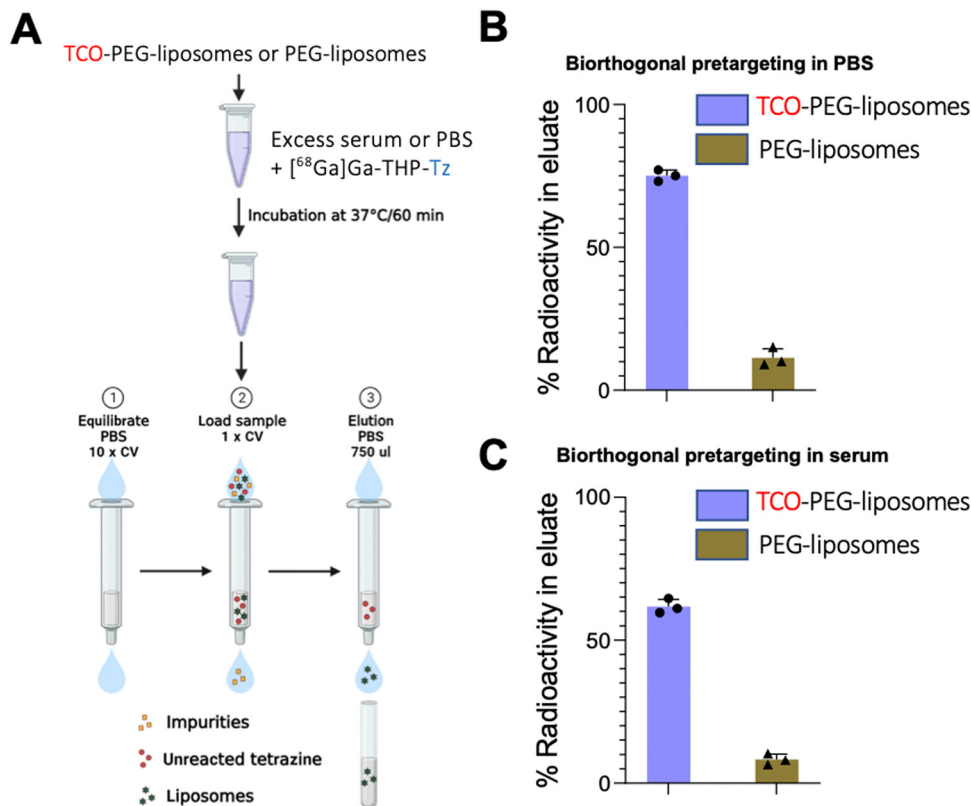 A
TCO-PEG-liposomes or PEG-liposomes
Excess serum or PBS
+ [⁶⁸Ga]Ga-THP-Tz
Incubation at 37°C/60 min
1
Equilibrate
PBS
10 x CV
2
Load sample
1 x CV
3
Elution
PBS
750 ul
Impurities
Unreacted tetrazine
Liposomes
B
Biorthogonal pretargeting in PBS
TCO-PEG-liposomes
PEG-liposomes
% Radioactivity in eluate
100
50
0
C
Biorthogonal pretargeting in serum
TCO-PEG-liposomes
PEG-liposomes
% Radioactivity in eluate
100
50
0